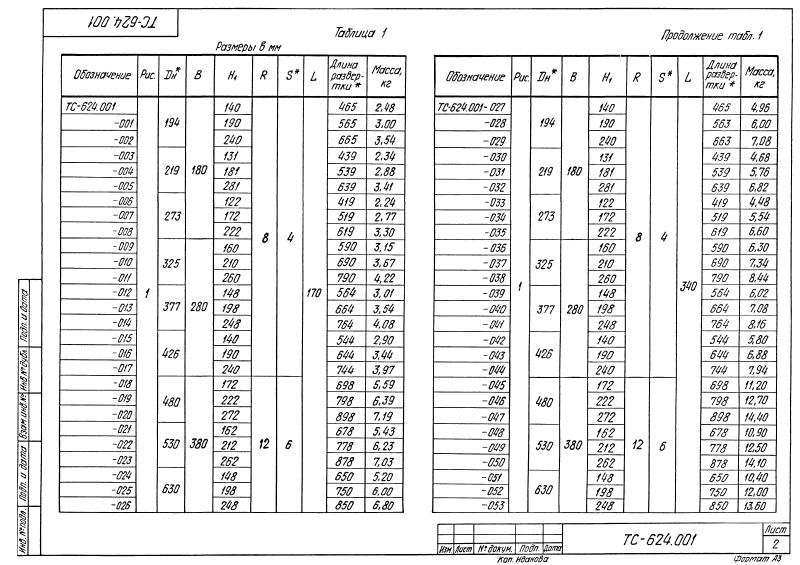 ТС-624.001
Таблица 1
Размеры в мм
Обозначение Рис. Dн* B H₁ R S* L Длина развер-тки * Масса, кг
ТС-624.001 140 465 2,48
-001 194 190 565 3,00
-002 240 665 3,54
-003 131 439 2,34
-004 219 180 181 539 2,88
-005 281 639 3,41
-006 122 419 2,24
-007 273 172 519 2,77
-008 222 8 4 619 3,30
-009 160 590 3,15
-010 325 210 690 3,67
-011 260 790 4,22
-012 1 148 170 564 3,01
-013 377 280 198 664 3,54
-014 248 764 4,08
-015 140 544 2,90
-016 426 190 644 3,44
-017 240 744 3,97
-018 172 698 5,59
-019 480 222 798 6,39
-020 272 898 7,19
-021 162 678 5,43
-022 530 380 212 12 6 778 6,23
-023 262 878 7,03
-024 148 650 5,20
-025 630 198 750 6,00
-026 248 850 6,80
Продолжение табл. 1
Обозначение Рис. Dн* B H₁ R S* L Длина развер-тки * Масса, кг
ТС-624.001-027 140 465 4,96
-028 194 190 563 6,00
-029 240 663 7,08
-030 131 439 4,68
-031 219 180 181 539 5,76
-032 281 639 6,82
-033 122 419 4,48
-034 273 172 519 5,54
-035 222 8 4 619 6,60
-036 160 590 6,30
-037 325 210 690 7,34
-038 1 260 340 790 8,44
-039 148 564 6,02
-040 377 280 198 664 7,08
-041 248 764 8,16
-042 140 544 5,80
-043 426 190 644 6,88
-044 240 744 7,94
-045 172 698 11,20
-046 480 222 798 12,70
-047 272 898 14,40
-048 162 678 10,90
-049 530 380 212 12 6 778 12,50
-050 262 878 14,10
-051 148 650 10,40
-052 630 198 750 12,00
-053 248 850 13,60
Инв. № подл. Подп. и дата Взам. инв. № Инв. № дубл. Подп. и дата
Изм. Лист № докум. Подп. Дата
ТС-624.001
Лист
2
Коп. Иванова
Формат А3